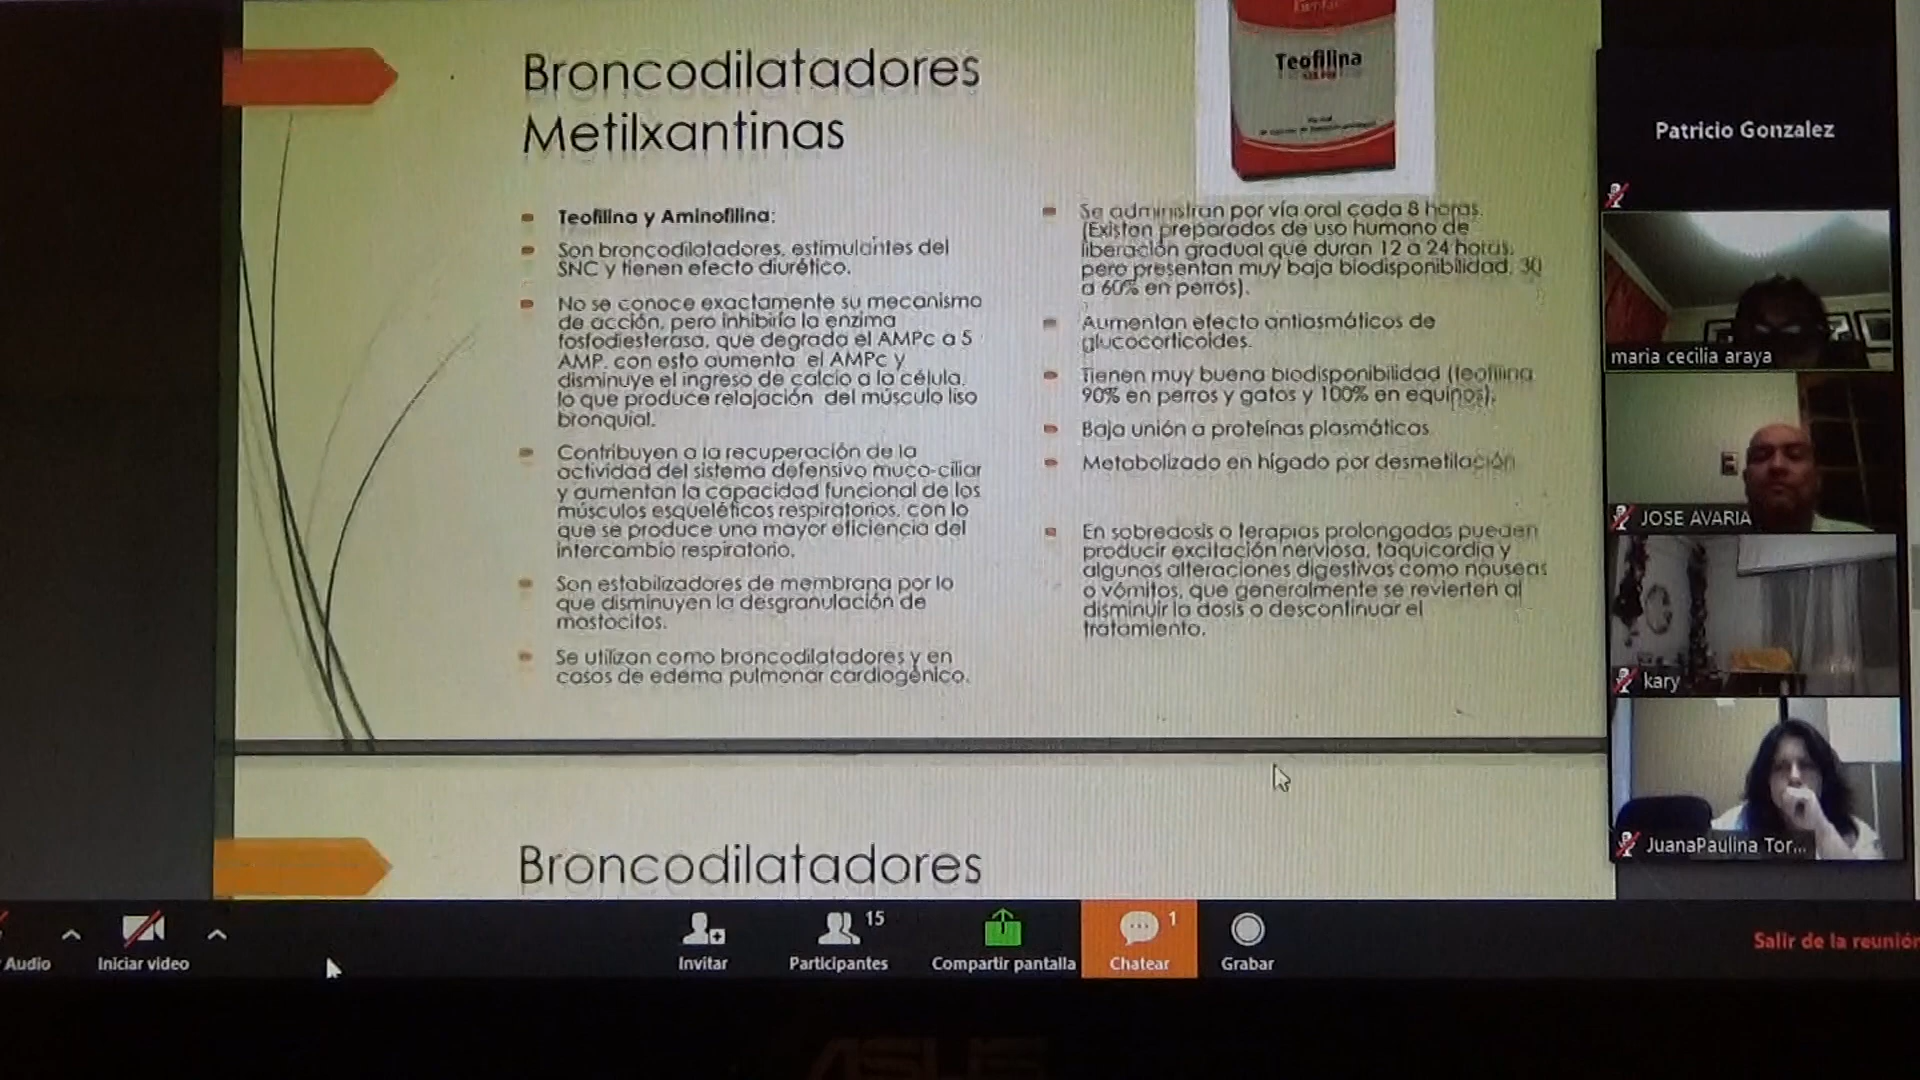 Broncodilatadores
Metilxantinas
Teofilina y Aminofilina:
Son broncodilatadores, estimulantes del
SNC y tienen efecto diurético.
No se conoce exactamente su mecanismo
de acción, pero inhibiría la enzima
fosfodiesterasa, que degrada el AMPc a 5
AMP, con esto aumenta el AMPc y
disminuye el ingreso de calcio a la célula,
lo que produce relajación del músculo liso
bronquial.
Contribuyen a la recuperación de la
actividad del sistema defensivo muco-ciliar
y aumentan la capacidad funcional de los
músculos esqueléticos respiratorios, con lo
que se produce una mayor eficiencia del
intercambio respiratorio.
Son estabilizadores de membrana por lo
que disminuyen la desgranulación de
mastocitos.
Se utilizan como broncodilatadores y en
casos de edema pulmonar cardiogénico.
Teofilina
Se administran por vía oral cada 8 horas.
(Existen preparados de uso humano de
liberación gradual que duran 12 a 24 horas,
pero presentan muy baja biodisponibilidad, 30
a 60% en perros).
Aumentan efecto antiasmáticos de
glucocorticoides.
Tienen muy buena biodisponibilidad (teofilina
90% en perros y gatos y 100% en equinos).
Baja unión a proteínas plasmáticas
Metabolizado en hígado por desmetilación
En sobredosis o terapias prolongadas pueden
producir excitación nerviosa, taquicardia y
algunas alteraciones digestivas como náuseas
o vómitos, que generalmente se revierten al
disminuir la dosis o descontinuar el
tratamiento.
Broncodilatadores
Patricio Gonzalez
maria cecilia araya
JOSE AVARIA
kary
JuanaPaulina Tor...
Audio
Iniciar video
Invitar
15
Participantes
Compartir pantalla
1
Chatear
Grabar
Salir de la reunión
ASUS